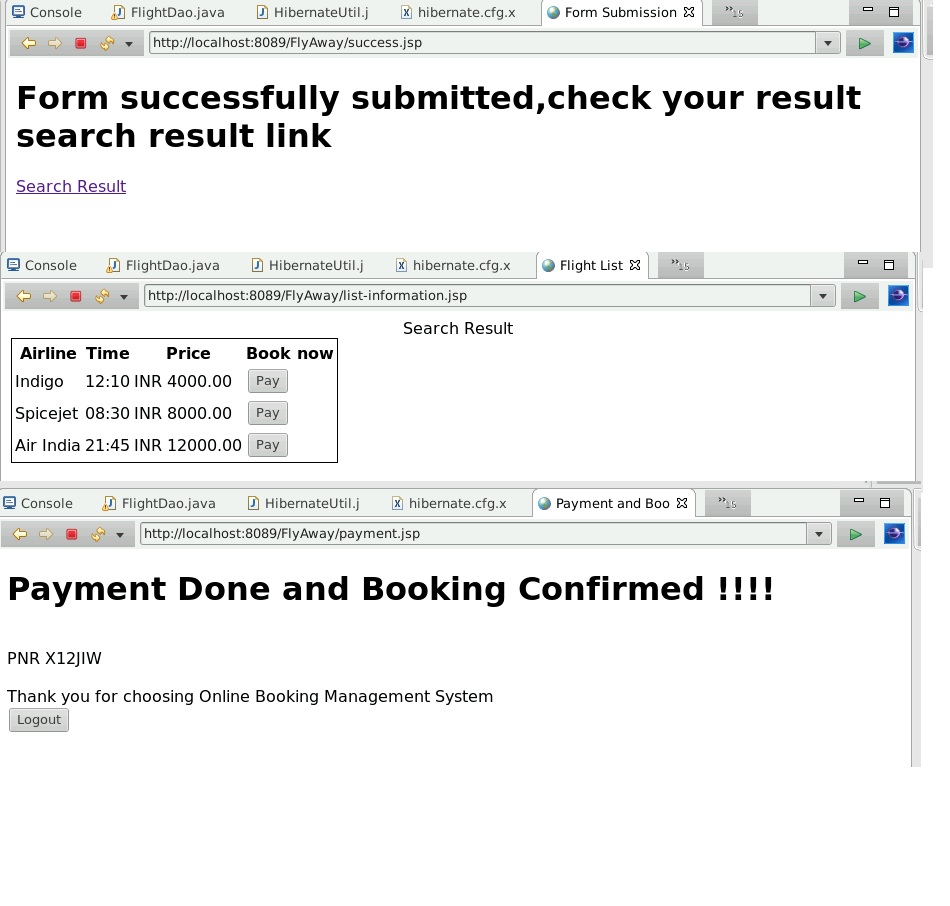 Console FlightDao.java HibernateUtil.j hibernate.cfg.x Form Submission »15
http://localhost:8089/FlyAway/success.jsp
Form successfully submitted,check your result
search result link
Search Result
Console FlightDao.java HibernateUtil.j hibernate.cfg.x Flight List »15
http://localhost:8089/FlyAway/list-information.jsp
Search Result
Airline Time Price Book now
Indigo 12:10 INR 4000.00 Pay
Spicejet 08:30 INR 8000.00 Pay
Air India 21:45 INR 12000.00 Pay
Console FlightDao.java HibernateUtil.j hibernate.cfg.x Payment and Boo »15
http://localhost:8089/FlyAway/payment.jsp
Payment Done and Booking Confirmed !!!!
PNR X12JIW
Thank you for choosing Online Booking Management System
Logout